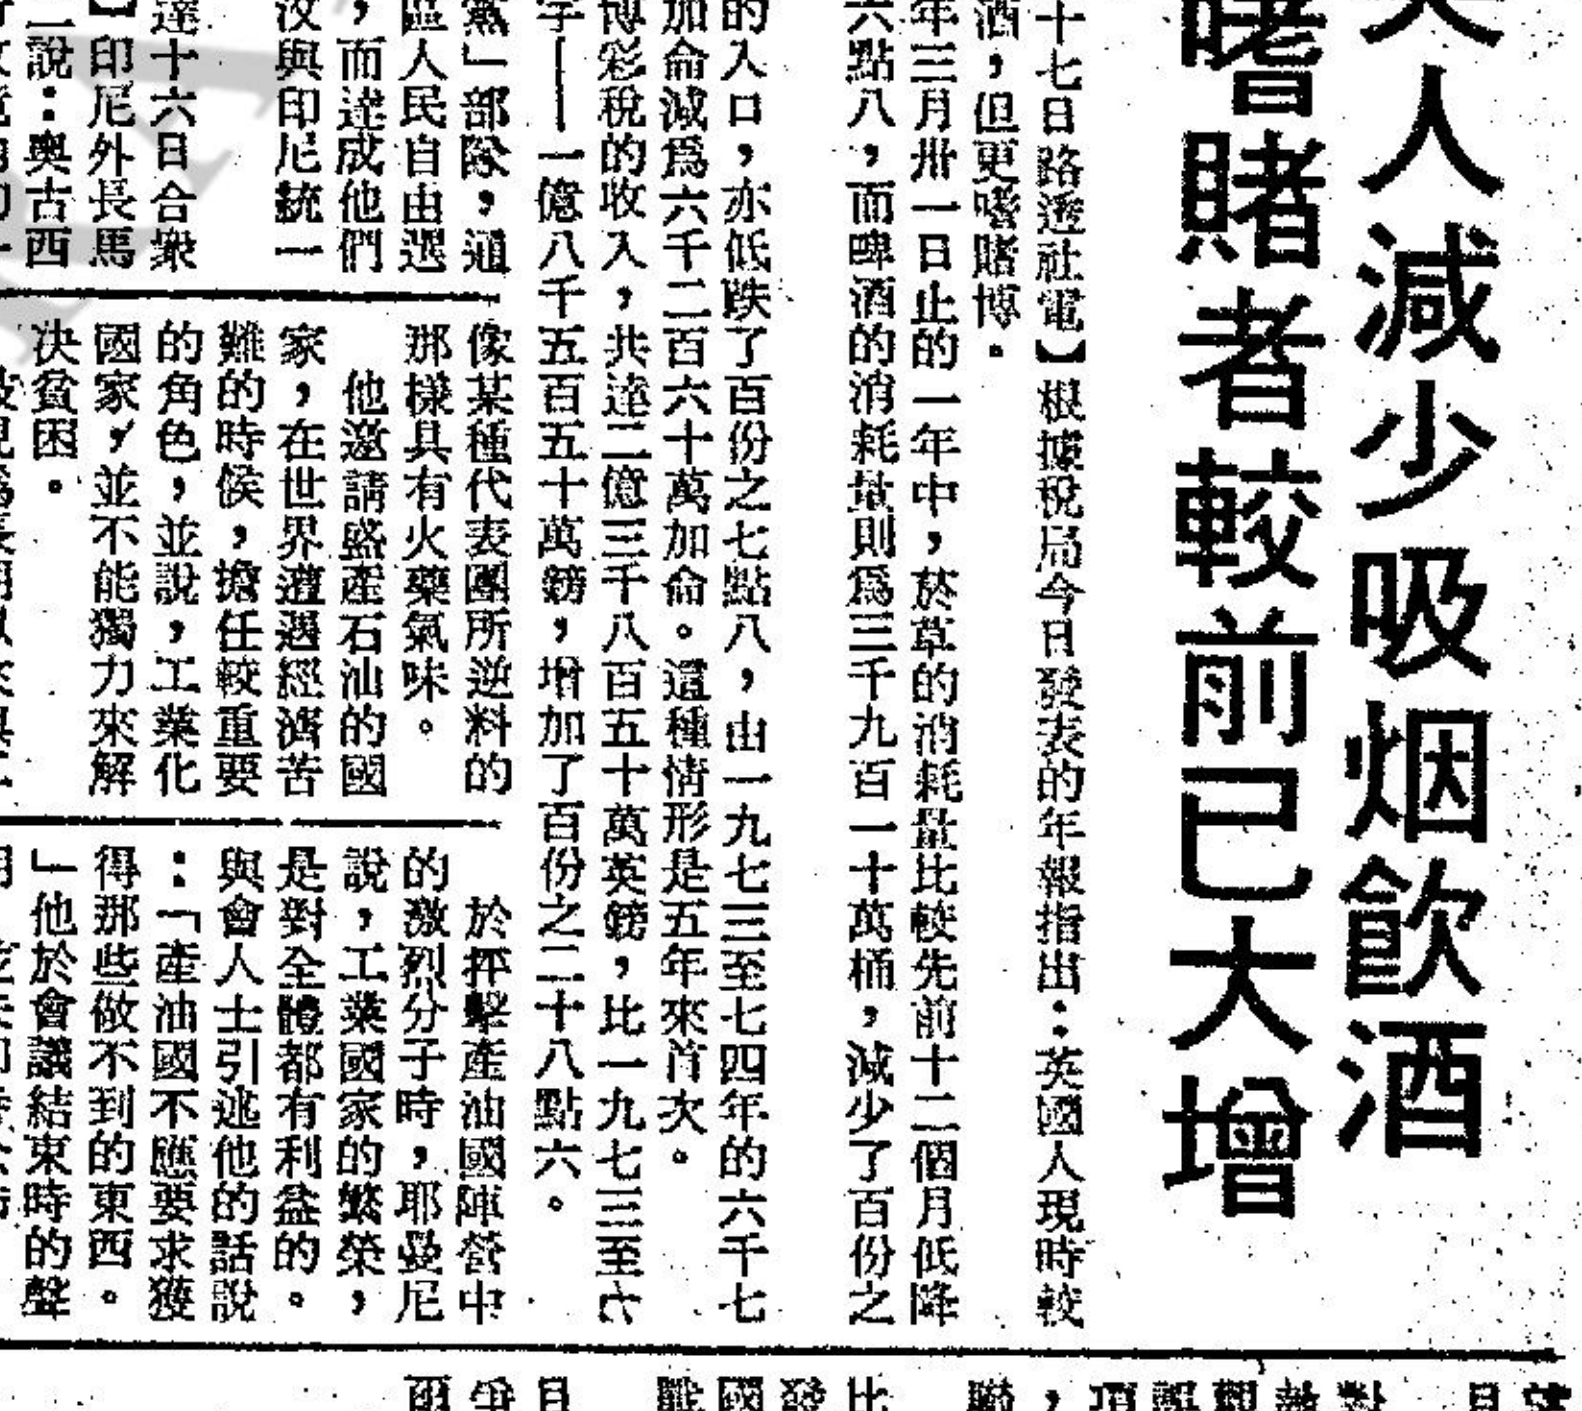 人減少吸烟飲酒
嗜賭者較前已大增
十七日路透社電】根據稅局今日發表的年報指出：英國人現時較
酒，但更嗜賭博。
年三月卅一日止的一年中，菸草的消耗量比較先前十二個月低降
六點八，而啤酒的消耗量則爲三千九百一十萬桶，減少了百份之
的入口，亦低跌了百份之七點八，由一九七三至七四年的六千七
加侖減爲六千二百六十萬加侖。這種情形是五年來首次。
博彩稅的收入，共達二億三千八百五十萬英鎊，比一九七三至七
字——一億八千五百五十萬鎊，增加了百份之二十八點六。
黨」部隊，通
區人民自由選
，而達成他們
沒與印尼統一
達十六日合衆
】印尼外長馬
說：奧古西
像某種代表團所逆料的
那樣具有火藥氣味。
他邀請盛產石油的國
家，在世界遭遇經濟苦
難的時候，擔任較重要
的角色，並說，工業化
國家，並不能獨力來解
決貧困。
於抨擊產油國陣營中
的激烈分子時，耶曼尼
說，工業國家的繁榮，
是對全體都有利益的。
與會人士引述他的話說
：「產油國不應要求獲
得那些做不到的東西。
」他於會議結束時的聲